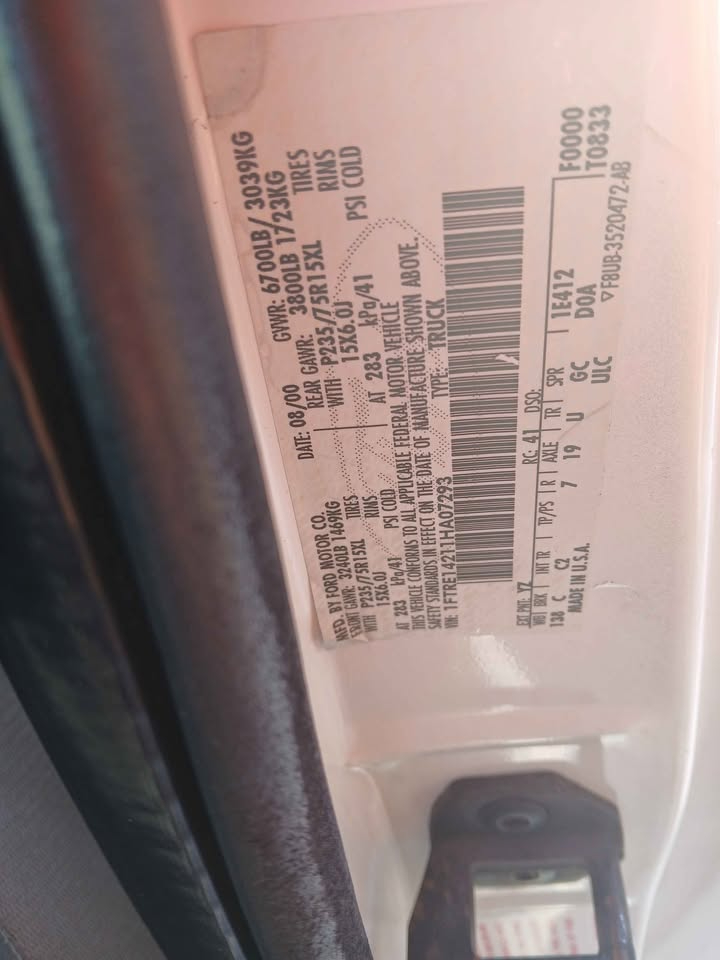 MFD. BY FORD MOTOR CO.
DATE: 08/00
GVWR: 6700LB/ 3039KG
FRONT GAWR: 3240LB 1469KG
REAR GAWR: 3800LB 1723KG
WITH P235/75R15XL TIRES
WITH P235/75R15XL TIRES
15X6.0J RIMS
15X6.0J RIMS
AT 283 kPa/41 PSI COLD
AT 283 kPa/41 PSI COLD
THIS VEHICLE CONFORMS TO ALL APPLICABLE FEDERAL MOTOR VEHICLE
SAFETY STANDARDS IN EFFECT ON THE DATE OF MANUFACTURE SHOWN ABOVE.
VIN: 1FTRE14211HA07293
TYPE: TRUCK
EXT PNT: YZ RC: 41 DSO:
F0000
WB BRK INT TR TP/PS R AXLE TR SPR
T0833
138 C C2 7 19 U GC 1E412 D0A
MADE IN U.S.A. ULC
▽F8UB-3520472-AB